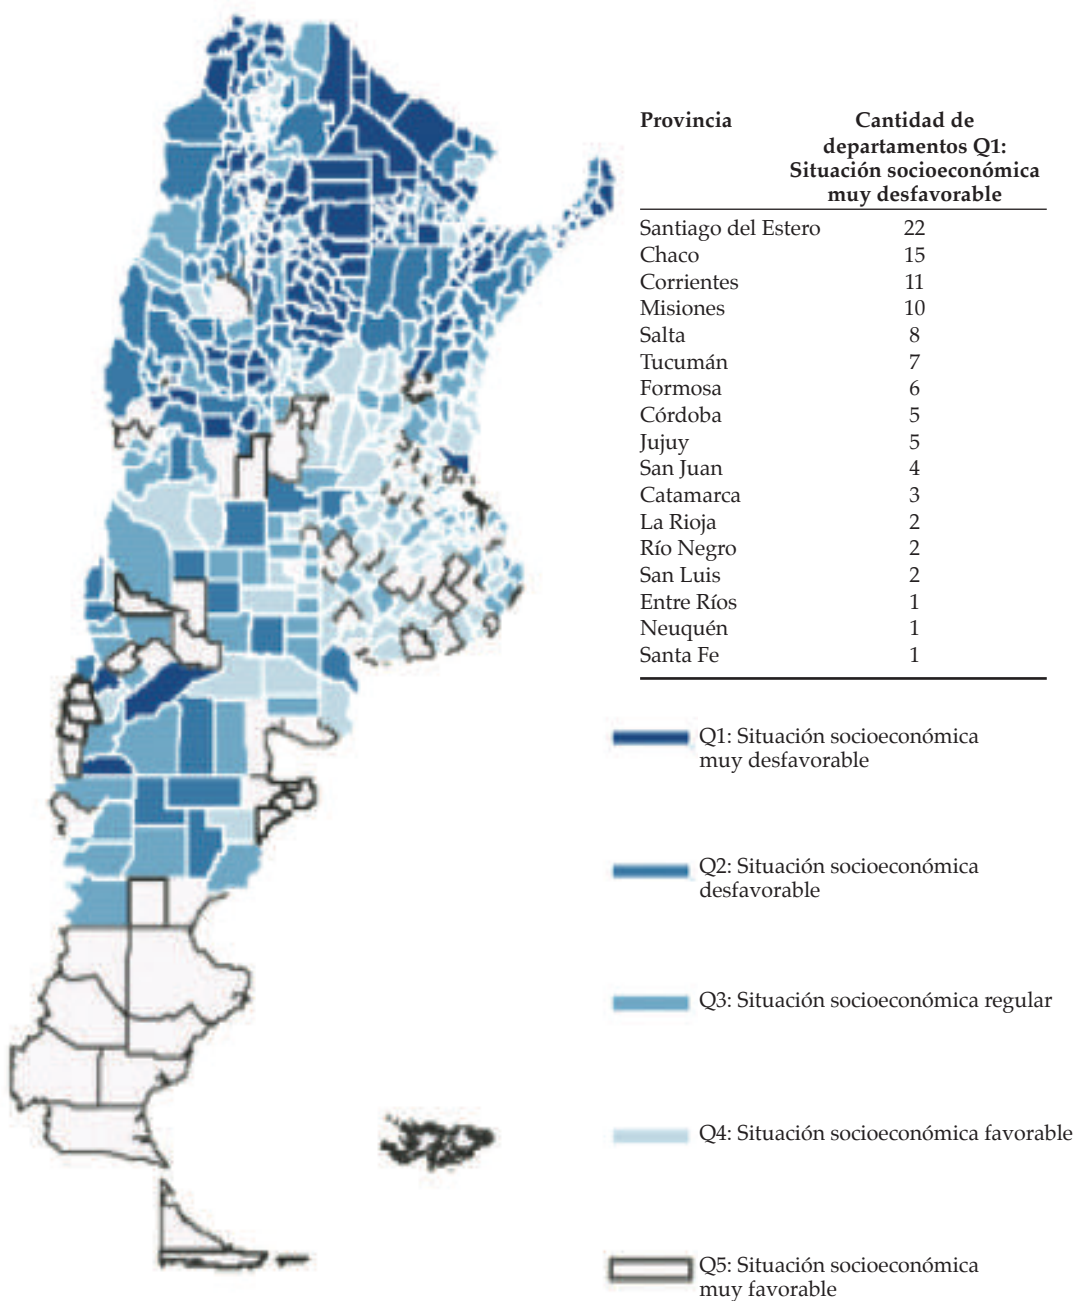 Provincia Cantidad de
departamentos Q1:
Situación socioeconómica
muy desfavorable
Santiago del Estero 22
Chaco 15
Corrientes 11
Misiones 10
Salta 8
Tucumán 7
Formosa 6
Córdoba 5
Jujuy 5
San Juan 4
Catamarca 3
La Rioja 2
Río Negro 2
San Luis 2
Entre Ríos 1
Neuquén 1
Santa Fe 1
Q1: Situación socioeconómica
muy desfavorable
Q2: Situación socioeconómica
desfavorable
Q3: Situación socioeconómica regular
Q4: Situación socioeconómica favorable
Q5: Situación socioeconómica
muy favorable